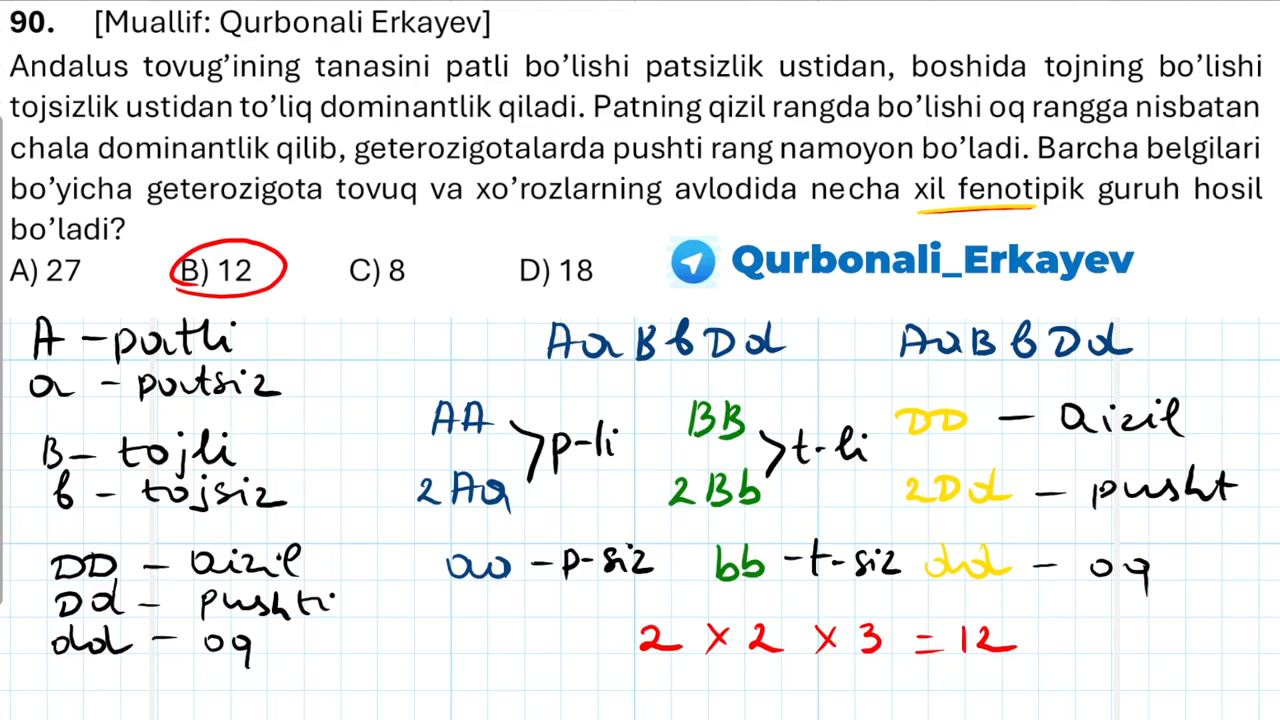 90. [Muallif: Qurbonali Erkayev]
Andalus tovug’ining tanasini patli bo’lishi patsizlik ustidan, boshida tojning bo’lishi
tojsizlik ustidan to’liq dominantlik qiladi. Patning qizil rangda bo’lishi oq rangga nisbatan
chala dominantlik qilib, geterozigotalarda pushti rang namoyon bo’ladi. Barcha belgilari
bo’yicha geterozigota tovuq va xo’rozlarning avlodida necha xil fenotipik guruh hosil
bo’ladi?
A) 27 B) 12 C) 8 D) 18
Qurbonali_Erkayev
A - patli
a - patsiz
B - tojli
b - tojsiz
DD - qizil
Dd - pushti
dd - oq
AaBbDd AaBbDd
AA > p-li BB > t-li DD - qizil
2Aa 2Bb 2Dd - pusht
aa - p-siz bb - t-siz dd - oq
2 × 2 × 3 = 12